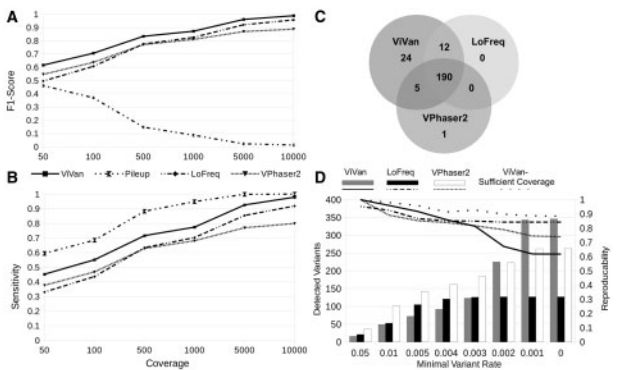 A
F1-Score
1
0.9
0.8
0.7
0.6
0.5
0.4
0.3
0.2
0.1
0
50 100 500 1000 5000 10000
ViVan Pileup LoFreq VPhaser2
B
Sensitivity
1
0.9
0.8
0.7
0.6
0.5
0.4
0.3
0.2
0.1
0
50 100 500 1000 5000 10000
Coverage
C
ViVan
24
12
LoFreq
0
190
5
0
VPhaser2
1
ViVan LoFreq VPhaser2 ViVan-
Sufficient Coverage
D
Detected Variants
400
350
300
250
200
150
100
50
0
1
0.9
0.8
0.7
0.6
0.5
0.4
0.3
0.2
0.1
0
Reproducability
0.05 0.01 0.005 0.004 0.003 0.002 0.001 0
Minimal Variant Rate